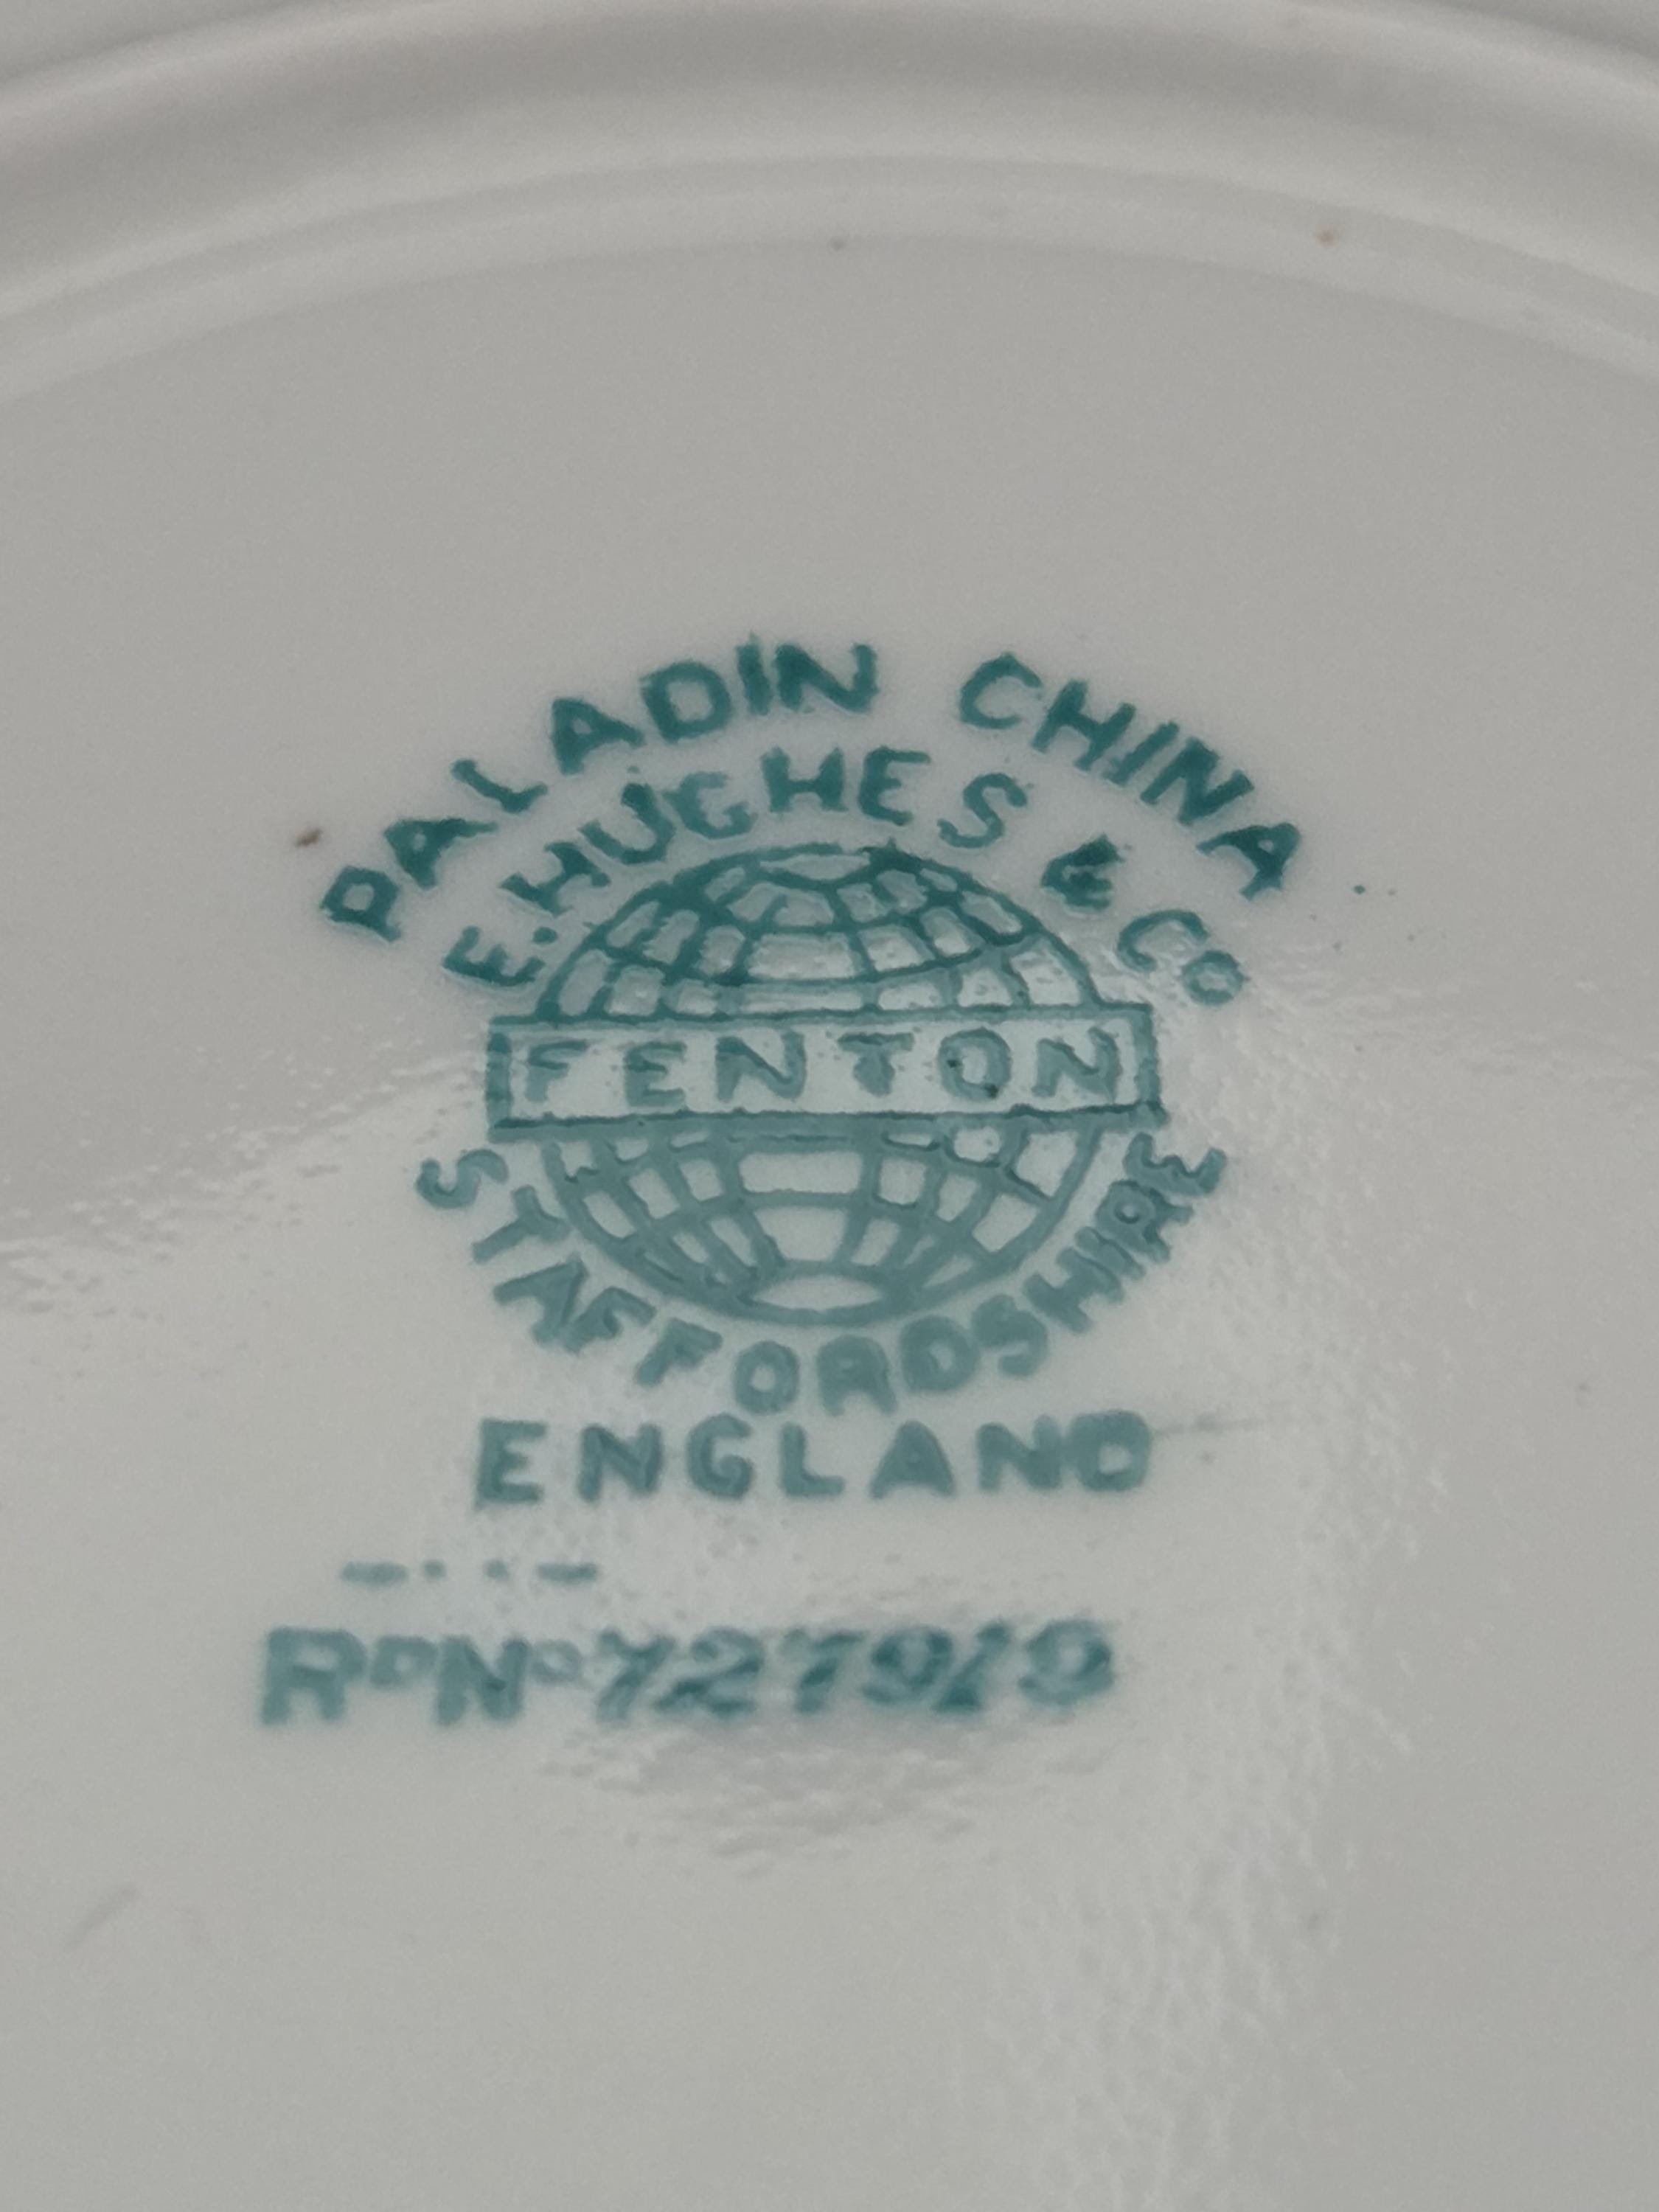 PALADIN CHINA
E. HUGHES & CO
FENTON
STAFFORDSHIRE
ENGLAND
RD No 727919